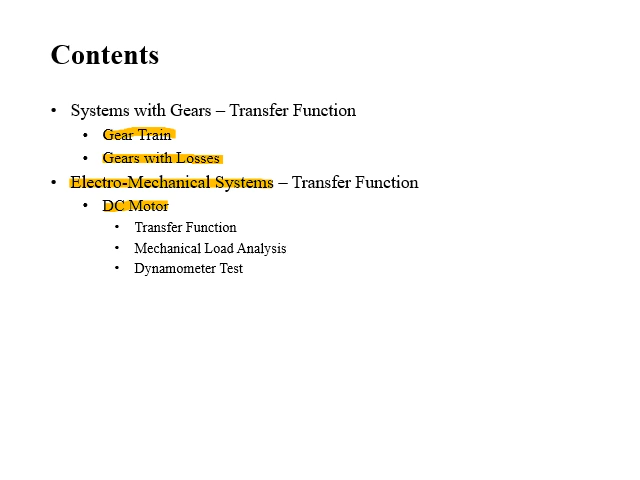 Contents
• Systems with Gears – Transfer Function
• Gear Train
• Gears with Losses
• Electro-Mechanical Systems – Transfer Function
• DC Motor
• Transfer Function
• Mechanical Load Analysis
• Dynamometer Test